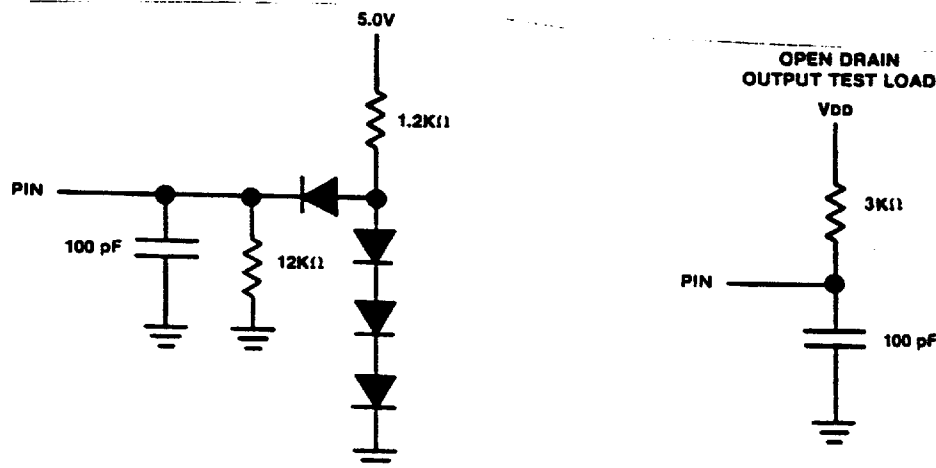 5.0V
1.2KΩ
PIN
100 pF
12KΩ
OPEN DRAIN
OUTPUT TEST LOAD
VDD
3KΩ
PIN
100 pF